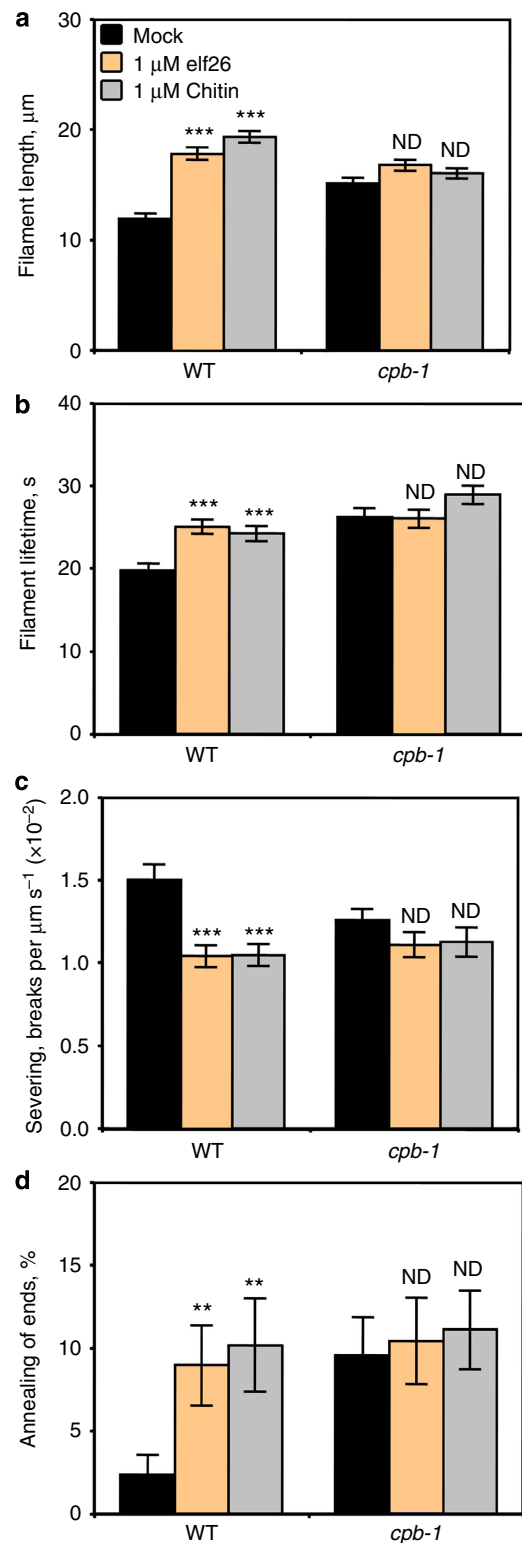 a
Filament length, μm
30
20
10
0
Mock
1 μM elf26
1 μM Chitin
*** ***
ND ND
WT cpb-1
b
Filament lifetime, s
40
30
20
10
0
*** ***
ND ND
WT cpb-1
c
Severing, breaks per μm s⁻¹ (×10⁻²)
2.0
1.5
1.0
0.5
0.0
*** ***
ND ND
WT cpb-1
d
Annealing of ends, %
20
15
10
5
0
** **
ND ND
WT cpb-1